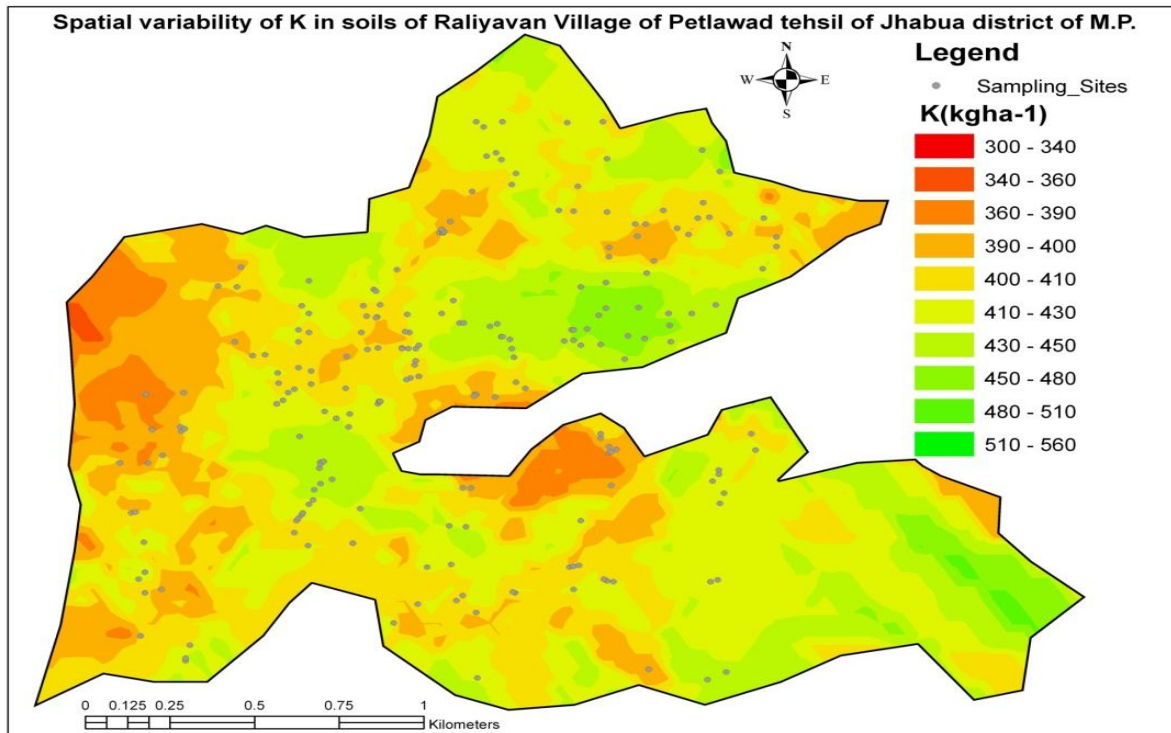 Spatial variability of K in soils of Raliyavan Village of Petlawad tehsil of Jhabua district of M.P.
N
W E
S
Legend
Sampling_Sites
K(kgha-1)
300 - 340
340 - 360
360 - 390
390 - 400
400 - 410
410 - 430
430 - 450
450 - 480
480 - 510
510 - 560
0 0.125 0.25 0.5 0.75 1
Kilometers